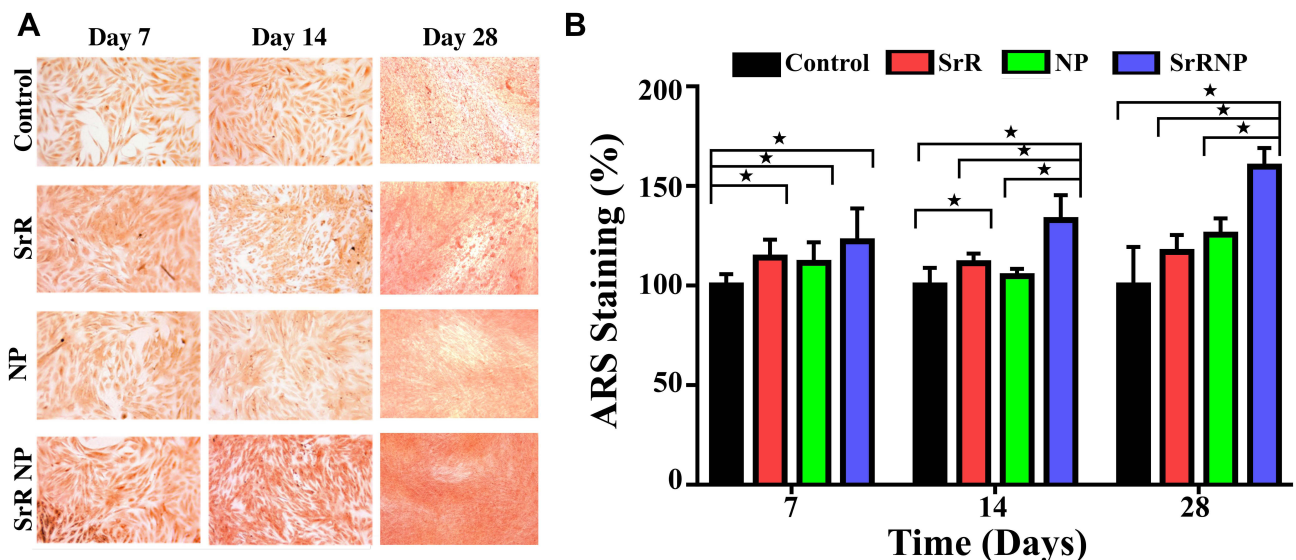 A
Day 7 Day 14 Day 28
Control
SrR
NP
SrR NP
B
Control SrR NP SrRNP
ARS Staining (%)
200
150
100
50
0
7 14 28
Time (Days)
★ ★ ★
★ ★ ★ ★
★ ★ ★